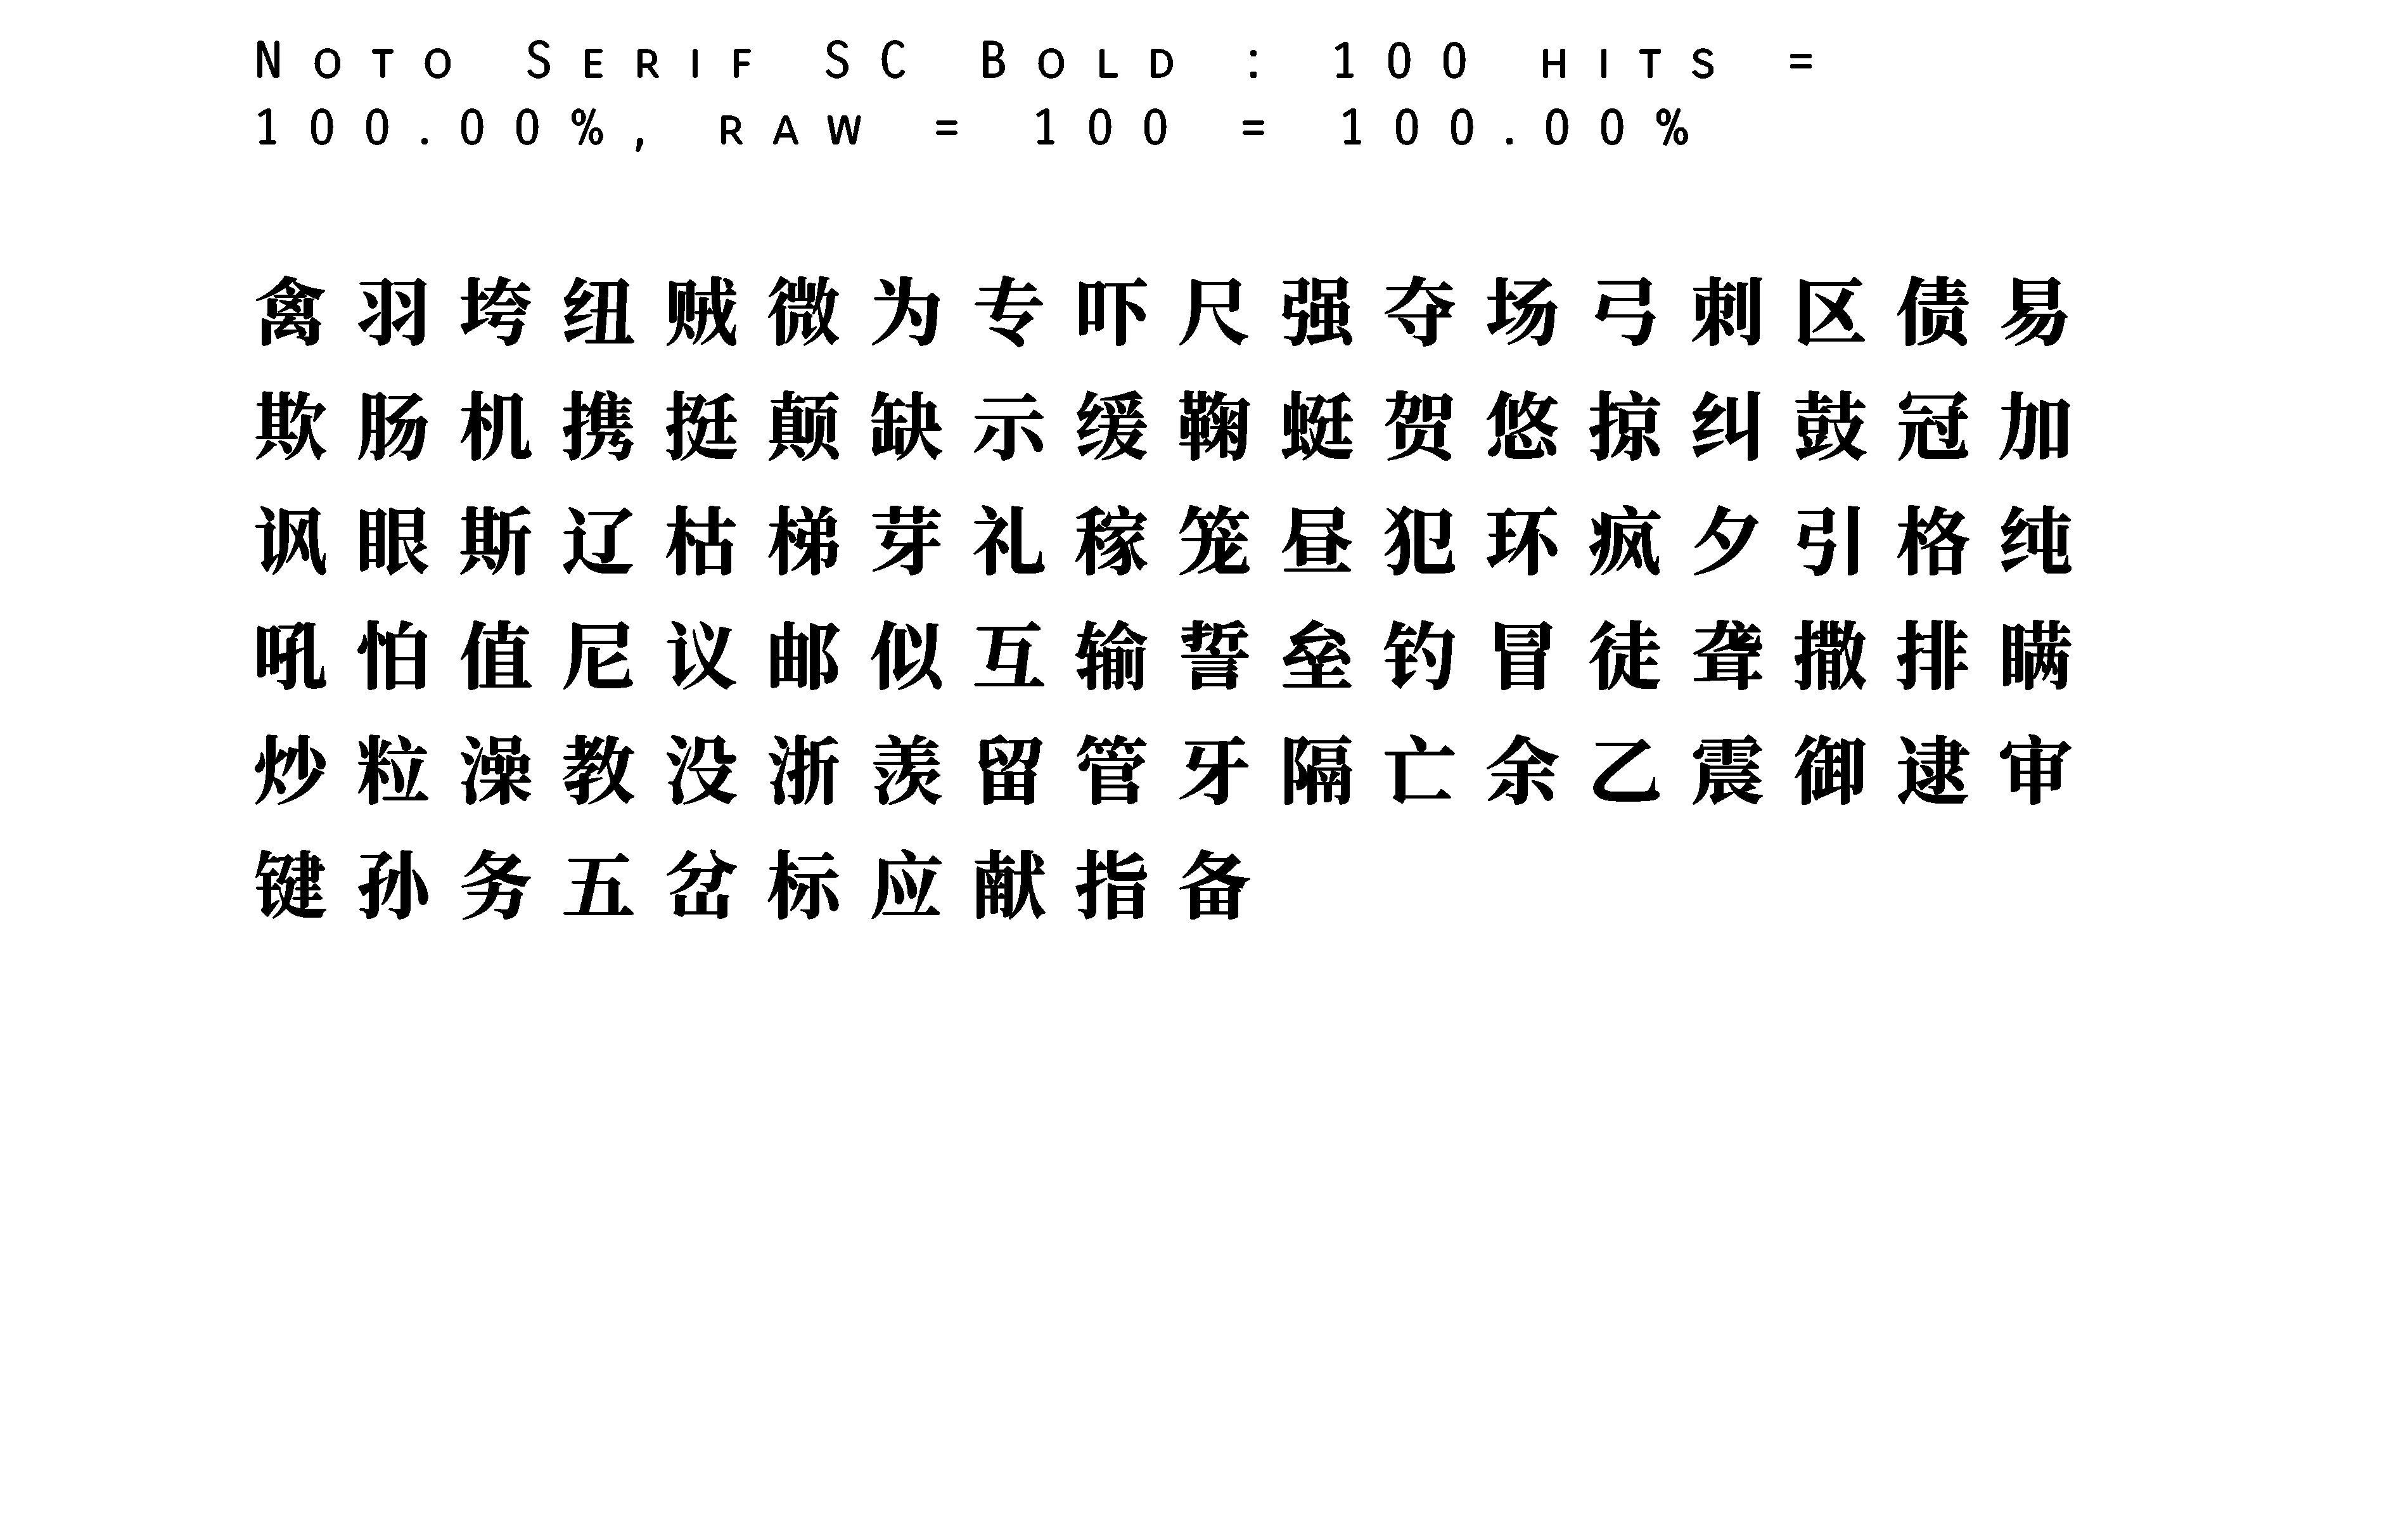 Noto Serif SC Bold : 100 hits =
100.00%, raw = 100 = 100.00%
禽羽垮纽贼微为专吓尺强夺场弓刺区债易
欺肠机携挺颠缺示缓鞠蜓贺悠掠纠鼓冠加
讽眼斯辽枯梯芽礼稼笼昼犯环疯夕引格纯
吼怕值尼议邮似互输誓垒钓冒徒聋撒排瞒
炒粒澡教没浙羡留管牙隔亡余乙震御逮审
键孙务五岔标应献指备